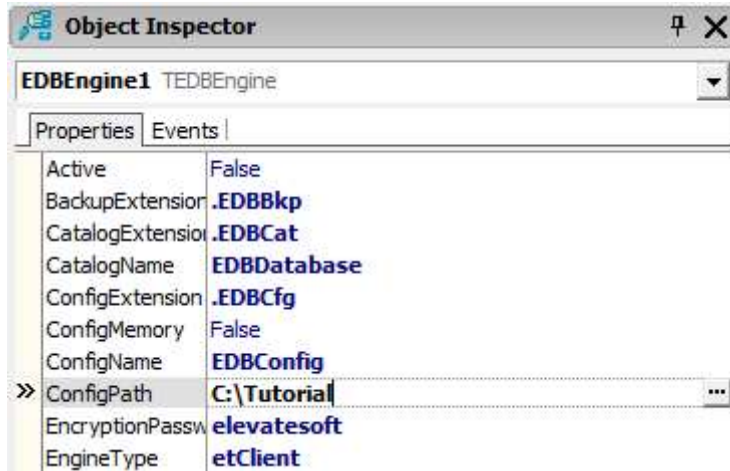 Object Inspector
EDBEngine1 TEDBEngine
Properties Events
Active False
BackupExtension .EDBBkp
CatalogExtensio .EDBCat
CatalogName EDBDatabase
ConfigExtension .EDBCfg
ConfigMemory False
ConfigName EDBConfig
» ConfigPath C:\Tutorial ...
EncryptionPassw elevatesoft
EngineType etClient